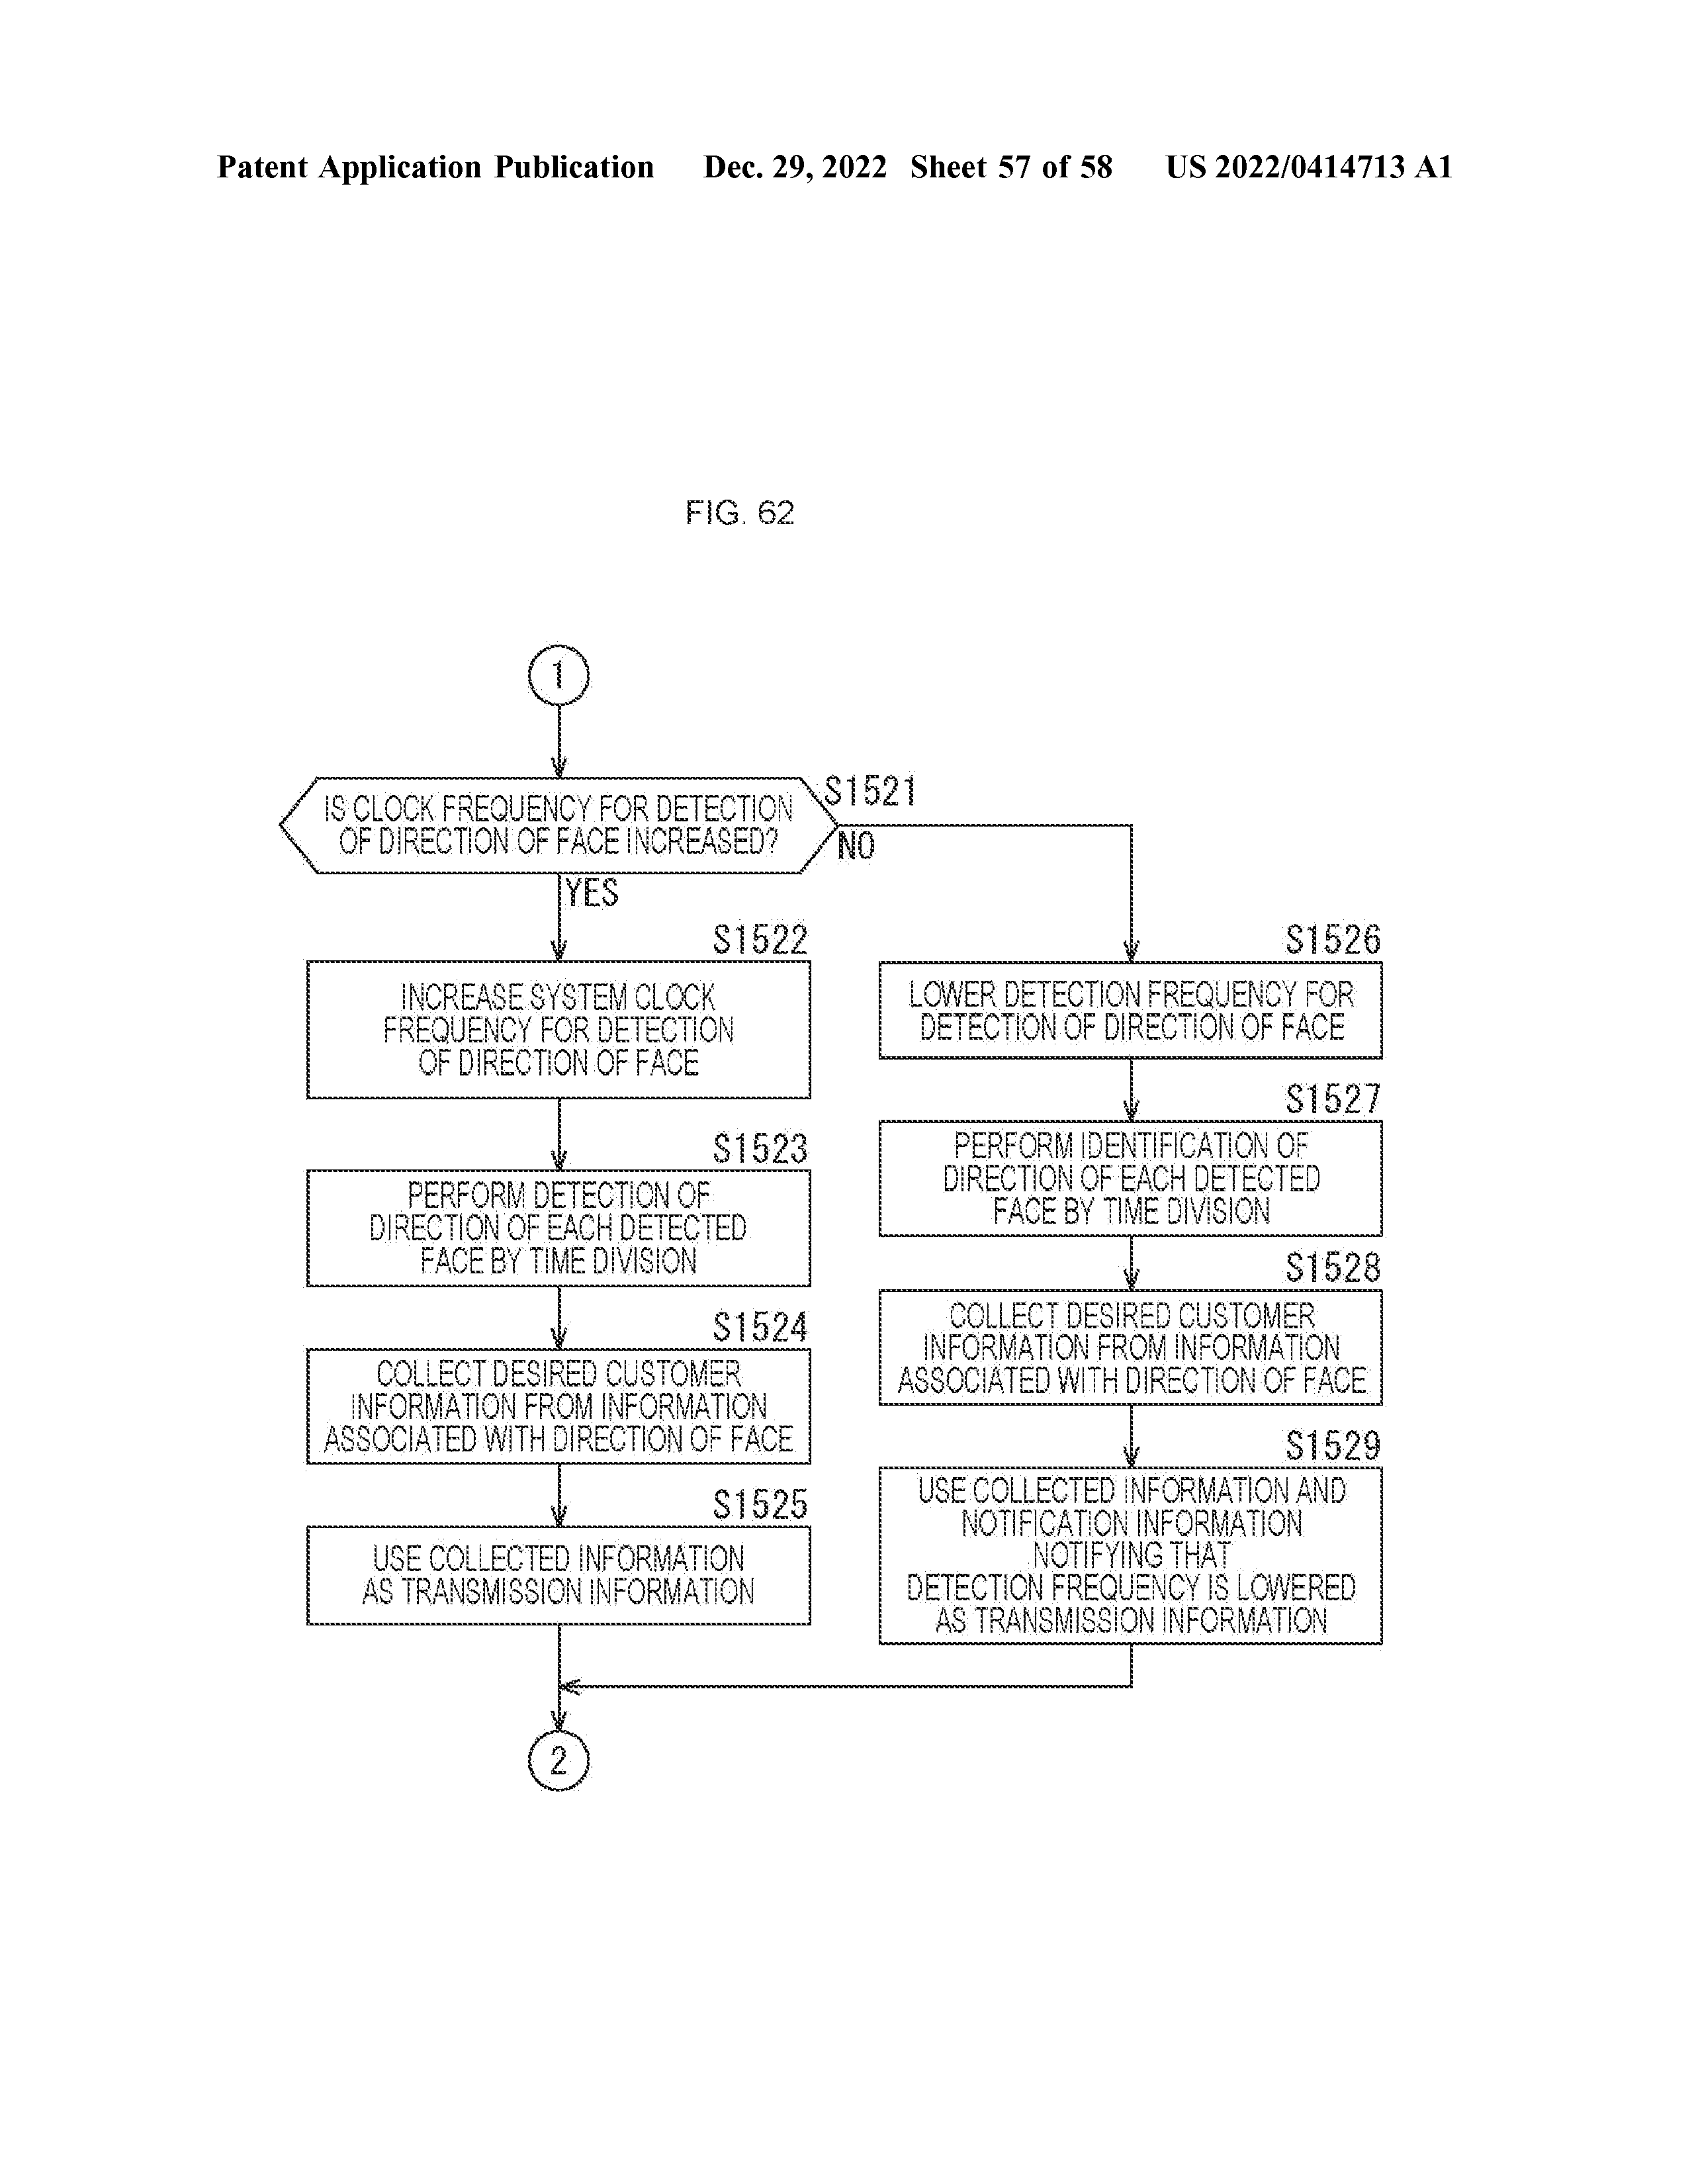 Patent Application Publication Dec. 29, 2022 Sheet 57 of 58 US 2022/0414713 A1
FIG. 62
1
S1521
IS CLOCK FREQUENCY FOR DETECTION
OF DIRECTION OF FACE INCREASED?
NO
YES
S1522
INCREASE SYSTEM CLOCK
FREQUENCY FOR DETECTION
OF DIRECTION OF FACE
S1523
PERFORM DETECTION OF
DIRECTION OF EACH DETECTED
FACE BY TIME DIVISION
S1524
COLLECT DESIRED CUSTOMER
INFORMATION FROM INFORMATION
ASSOCIATED WITH DIRECTION OF FACE
S1525
USE COLLECTED INFORMATION
AS TRANSMISSION INFORMATION
S1526
LOWER DETECTION FREQUENCY FOR
DETECTION OF DIRECTION OF FACE
S1527
PERFORM IDENTIFICATION OF
DIRECTION OF EACH DETECTED
FACE BY TIME DIVISION
S1528
COLLECT DESIRED CUSTOMER
INFORMATION FROM INFORMATION
ASSOCIATED WITH DIRECTION OF FACE
S1529
USE COLLECTED INFORMATION AND
NOTIFICATION INFORMATION
NOTIFYING THAT
DETECTION FREQUENCY IS LOWERED
AS TRANSMISSION INFORMATION
2